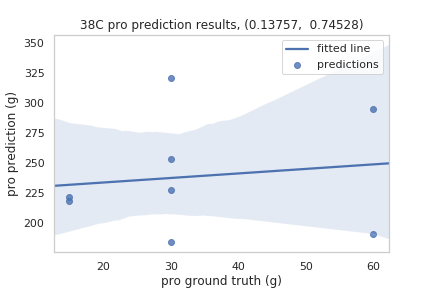 38C pro prediction results, (0.13757,  0.74528)
fitted line
predictions
pro prediction (g)
350
325
300
275
250
225
200
20
30
40
50
60
pro ground truth (g)